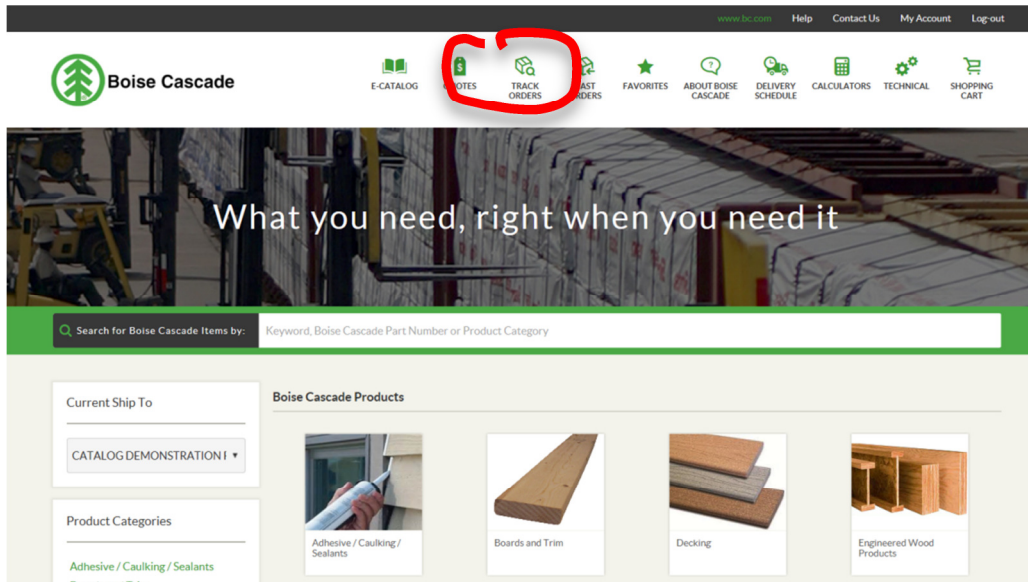 www.bc.com Help Contact Us My Account Log-out
Boise Cascade
E-CATALOG
TRACK
ORDERS
FAVORITES
ABOUT BOISE
CASCADE
DELIVERY
SCHEDULE
CALCULATORS
TECHNICAL
SHOPPING
CART
What you need, right when you need it
Search for Boise Cascade Items by: Keyword, Boise Cascade Part Number or Product Category
Current Ship To
CATALOG DEMONSTRATION
Product Categories
Adhesive / Caulking / Sealants
Boise Cascade Products
Adhesive / Caulking /
Sealants
Boards and Trim
Decking
Engineered Wood
Products